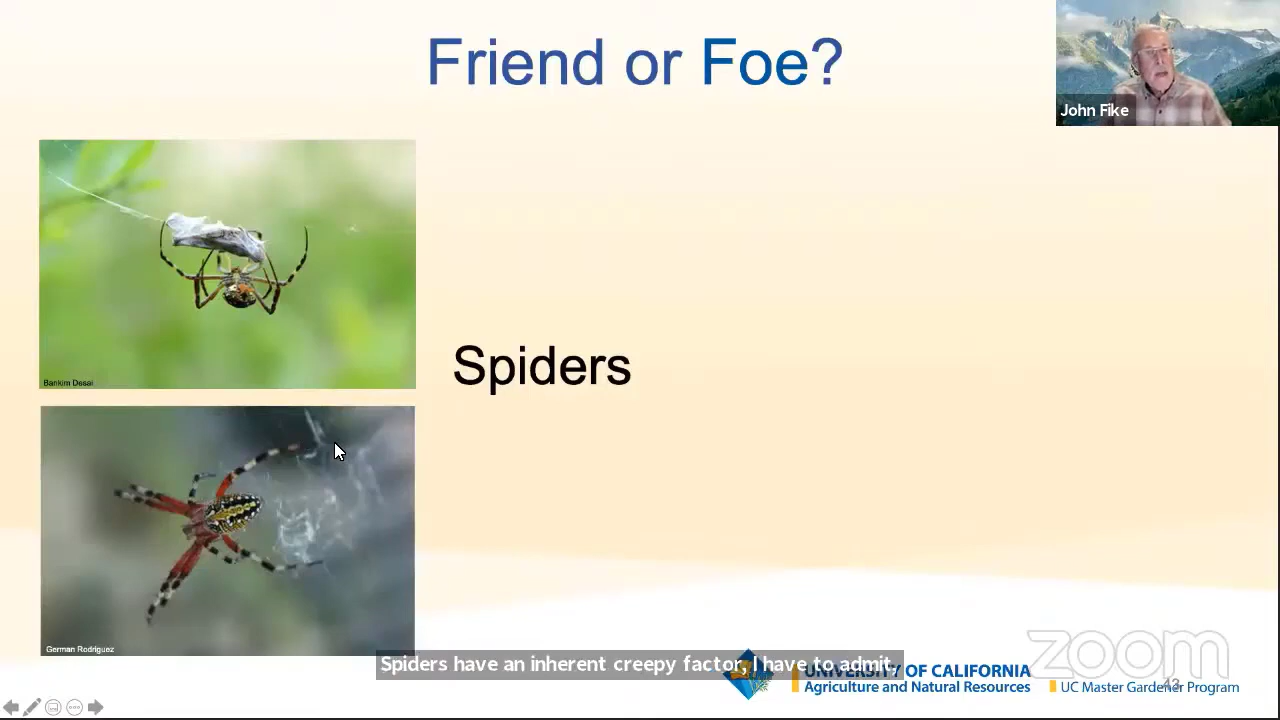 Friend or Foe?
John Fike
Bankim Desai
Spiders
German Rodriguez
Spiders have an inherent creepy factor, I have to admit,
UNIVERSITY OF CALIFORNIA
Agriculture and Natural Resources
UC Master Gardener Program
43
zoom